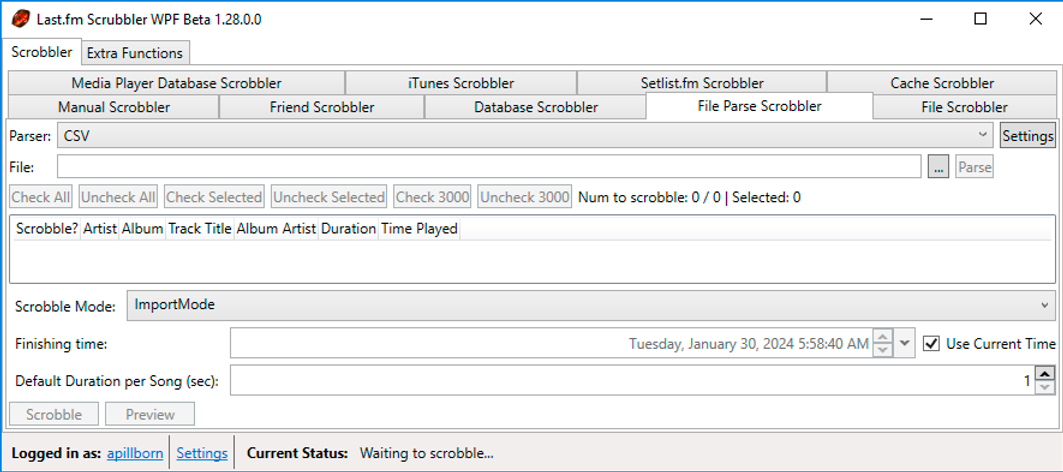 Last.fm Scrubbler WPF Beta 1.28.0.0
Scrobbler Extra Functions
Media Player Database Scrobbler iTunes Scrobbler Setlist.fm Scrobbler Cache Scrobbler
Manual Scrobbler Friend Scrobbler Database Scrobbler File Parse Scrobbler File Scrobbler
Parser: CSV Settings
File: ... Parse
Check All Uncheck All Check Selected Uncheck Selected Check 3000 Uncheck 3000 Num to scrobble: 0 / 0 | Selected: 0
Scrobble? Artist Album Track Title Album Artist Duration Time Played
Scrobble Mode: ImportMode
Finishing time: Tuesday, January 30, 2024 5:58:40 AM Use Current Time
Default Duration per Song (sec): 1
Scrobble Preview
Logged in as: apillborn Settings Current Status: Waiting to scrobble...